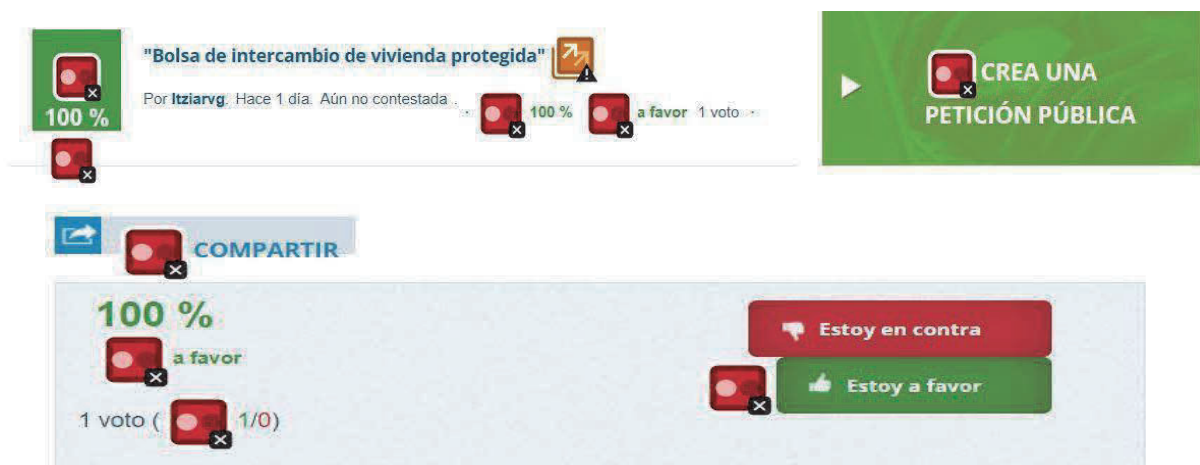 "Bolsa de intercambio de vivienda protegida"
Por Itziarvg. Hace 1 día. Aún no contestada . · 100 % a favor 1 voto ·
100 %
CREA UNA
PETICIÓN PÚBLICA
COMPARTIR
100 %
a favor
1 voto ( 1/0)
Estoy en contra
Estoy a favor